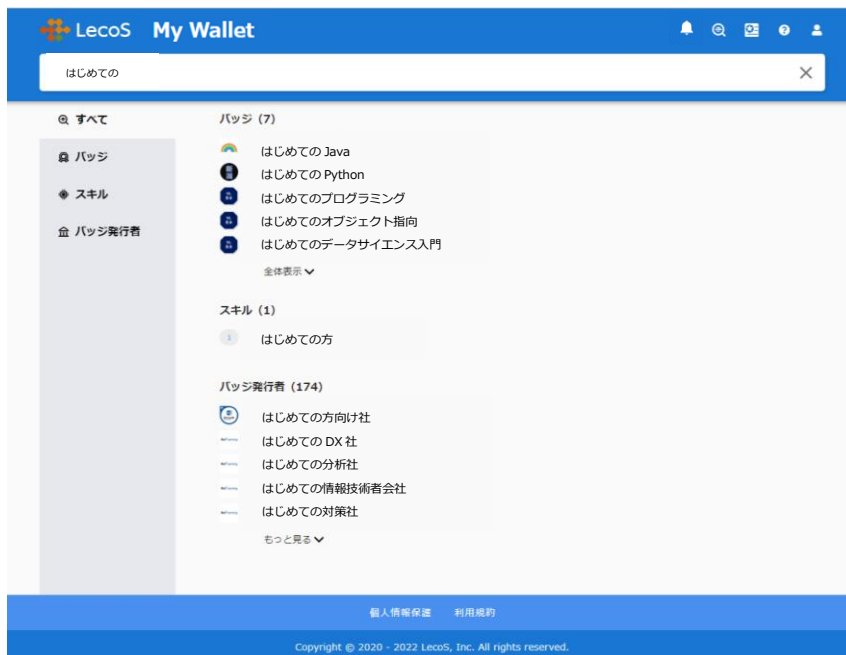 LecoS My Wallet
はじめての
すべて
バッジ
スキル
バッジ発行者
バッジ (7)
はじめての Java
はじめての Python
はじめてのプログラミング
はじめてのオブジェクト指向
はじめてのデータサイエンス入門
全体表示
スキル (1)
はじめての方
バッジ発行者 (174)
はじめての方向け社
はじめての DX 社
はじめての分析社
はじめての情報技術者会社
はじめての対策社
もっと見る
個人情報保護 利用規約
Copyright © 2020 - 2022 LecoS, Inc. All rights reserved.